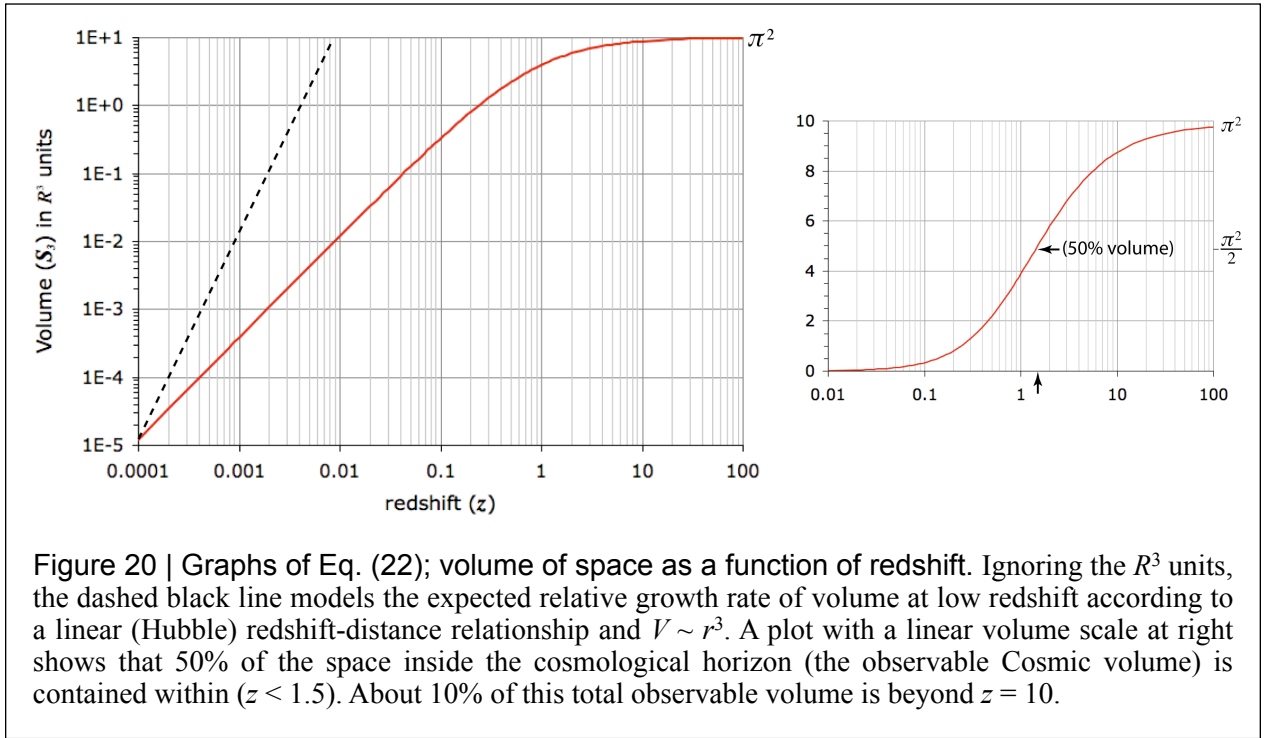 1E+1
1E+0
1E-1
1E-2
1E-3
1E-4
1E-5
Volume (S₃) in R³ units
0.0001 0.001 0.01 0.1 1 10 100
redshift (z)
π²
10
8
6
4
2
0
0.01 0.1 1 10 100
(50% volume)
π²
π²/2
Figure 20 | Graphs of Eq. (22); volume of space as a function of redshift. Ignoring the R³ units,
the dashed black line models the expected relative growth rate of volume at low redshift according to
a linear (Hubble) redshift-distance relationship and V ~ r³. A plot with a linear volume scale at right
shows that 50% of the space inside the cosmological horizon (the observable Cosmic volume) is
contained within (z < 1.5). About 10% of this total observable volume is beyond z = 10.